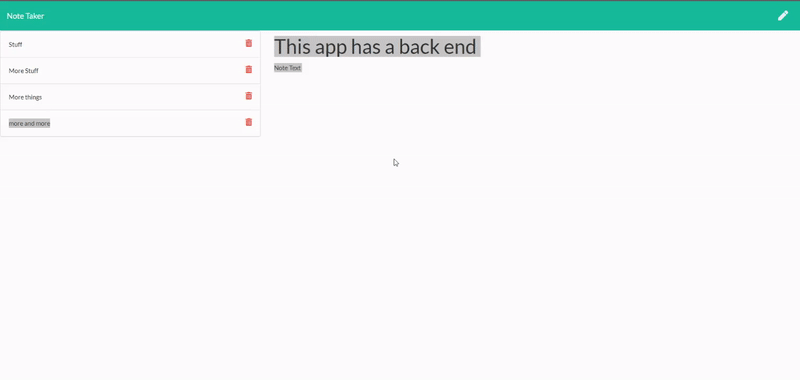 Note Taker
Stuff
More Stuff
More things
more and more
This app has a back end
Note Text